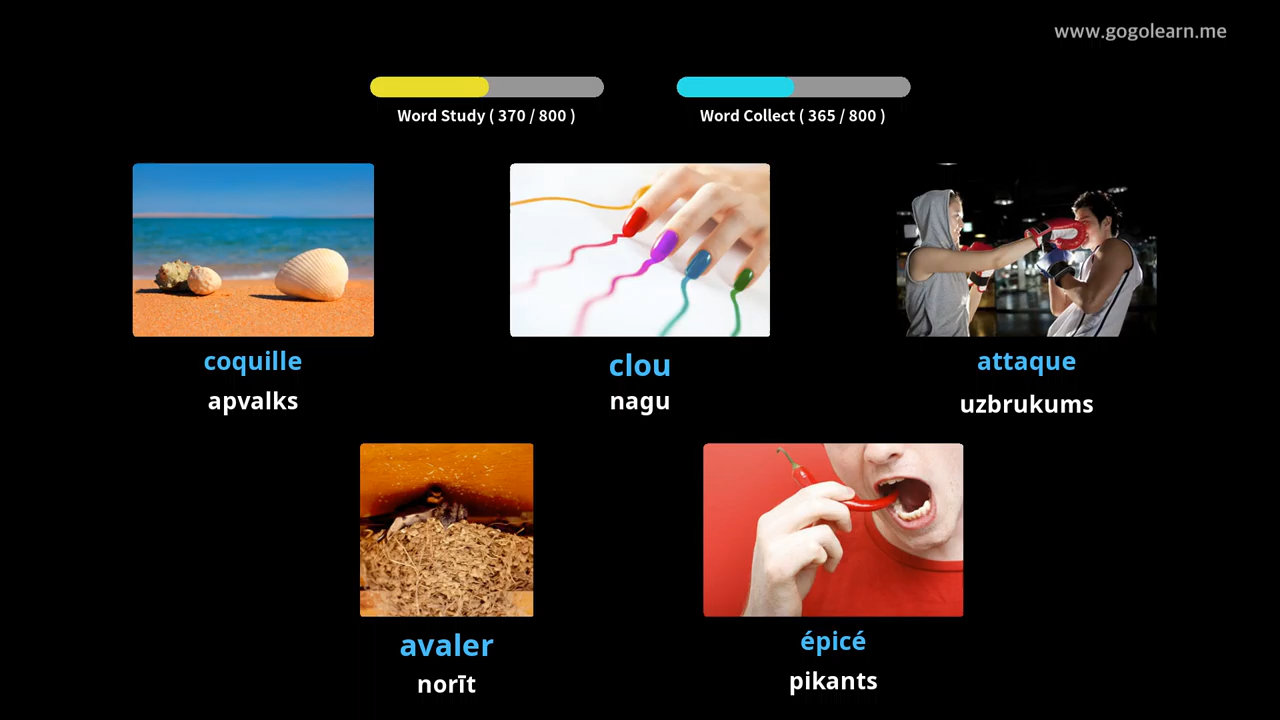 www.gogolearn.me
Word Study ( 370 / 800 )
Word Collect ( 365 / 800 )
coquille
apvalks
clou
nagu
attaque
uzbrukums
avaler
norīt
épicé
pikants